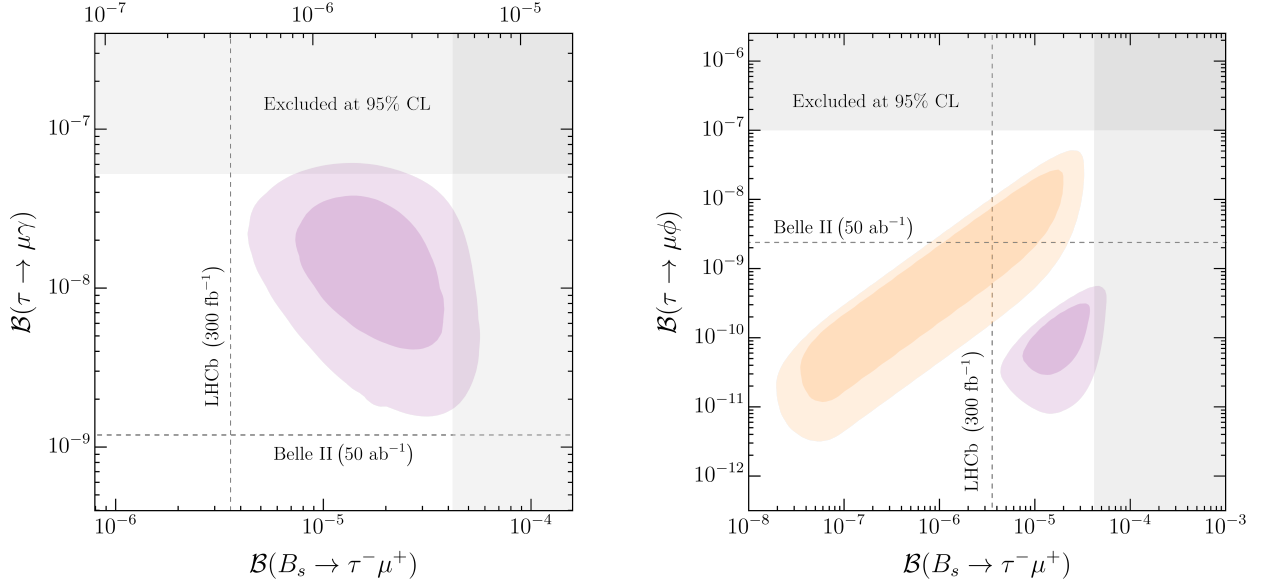 10⁻⁷ 10⁻⁶ 10⁻⁵
Excluded at 95% CL
10⁻⁷
10⁻⁸
10⁻⁹
B(τ → μγ)
LHCb (300 fb⁻¹)
Belle II (50 ab⁻¹)
10⁻⁶ 10⁻⁵ 10⁻⁴
B(Bₛ → τ⁻μ⁺)
10⁻⁶
Excluded at 95% CL
10⁻⁷
10⁻⁸
Belle II (50 ab⁻¹)
10⁻⁹
10⁻¹⁰
10⁻¹¹
10⁻¹²
B(τ → μϕ)
LHCb (300 fb⁻¹)
10⁻⁸ 10⁻⁷ 10⁻⁶ 10⁻⁵ 10⁻⁴ 10⁻³
B(Bₛ → τ⁻μ⁺)